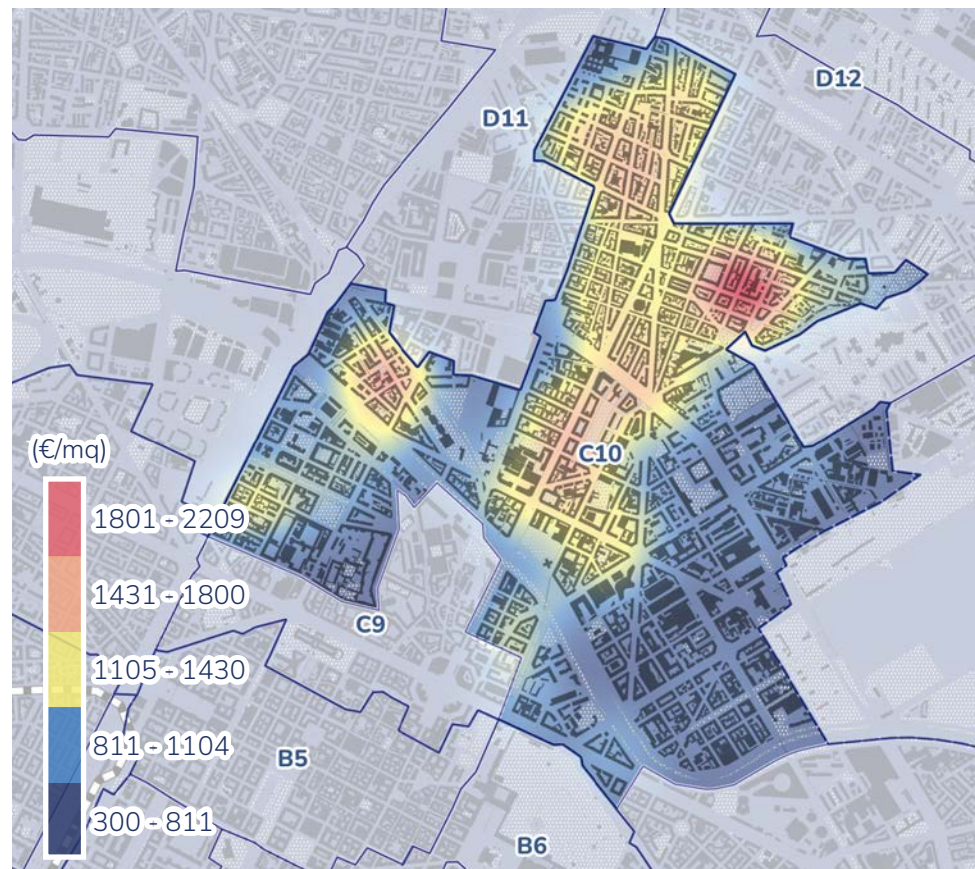 D12
D11
(€/mq)
C10
1801 - 2209
1431 - 1800
C9
1105 - 1430
811 - 1104
B5
300 - 811
B6